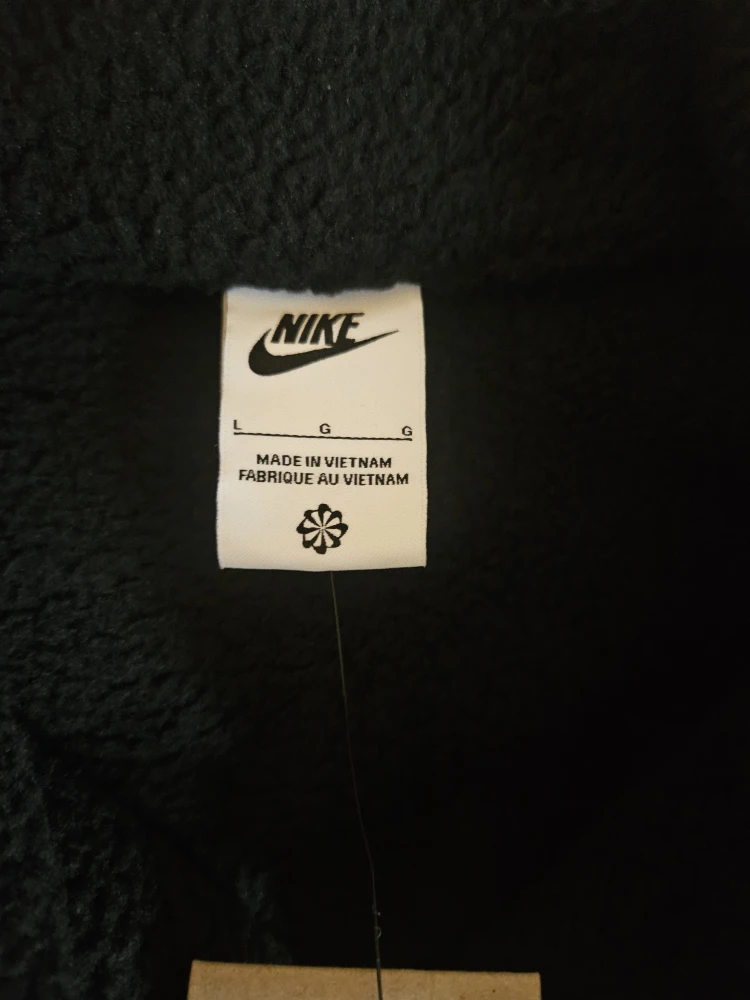 NIKE
L G G
MADE IN VIETNAM
FABRIQUE AU VIETNAM